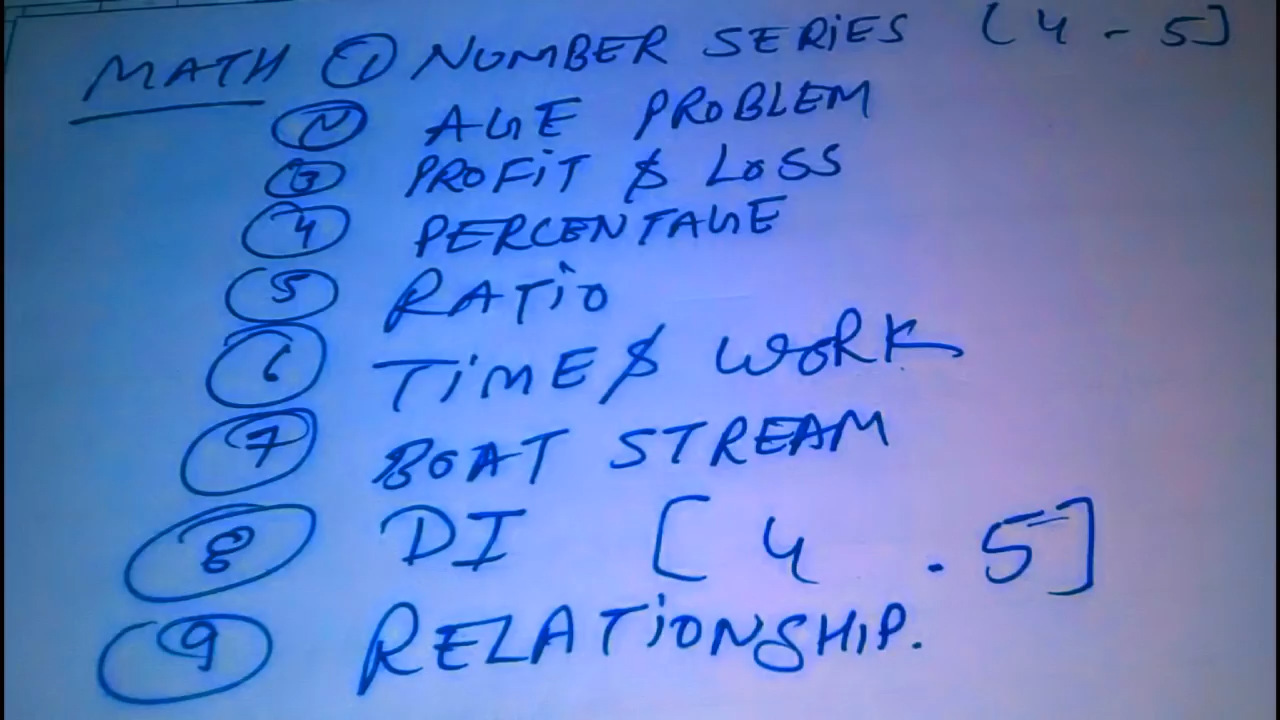 MATH ① NUMBER SERIES [4 - 5]
② AGE PROBLEM
③ PROFIT & LOSS
④ PERCENTAGE
⑤ RATiO
⑥ TiME & WORK
⑦ BOAT STREAM
⑧ DI [4 . 5]
⑨ RELATiONSHiP.